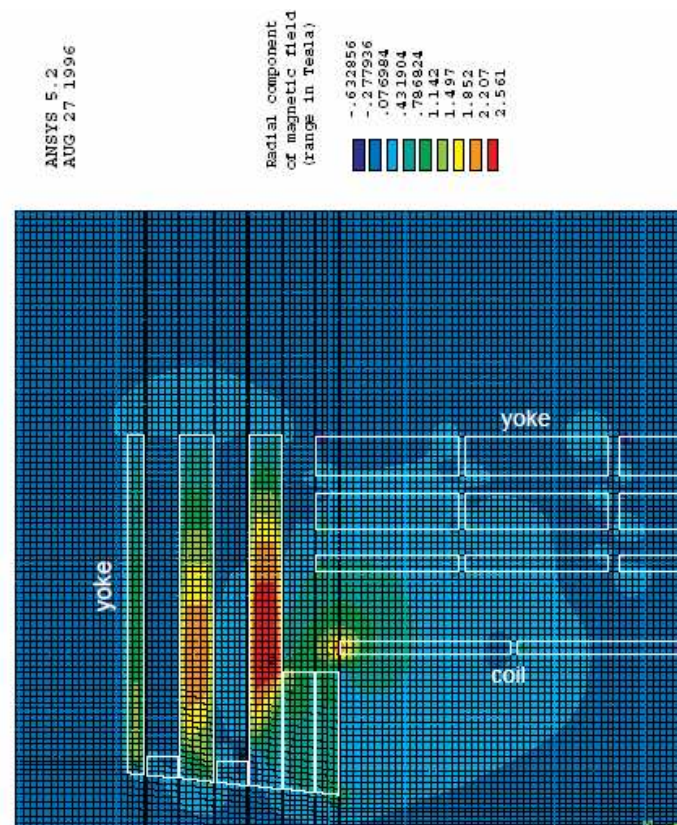 ANSYS 5.2
AUG 27 1996
Radial component
of magnetic field
(range in Tesla)
-.632856
-.277936
.076984
.431904
.786824
1.142
1.497
1.852
2.207
2.561
yoke
yoke
coil